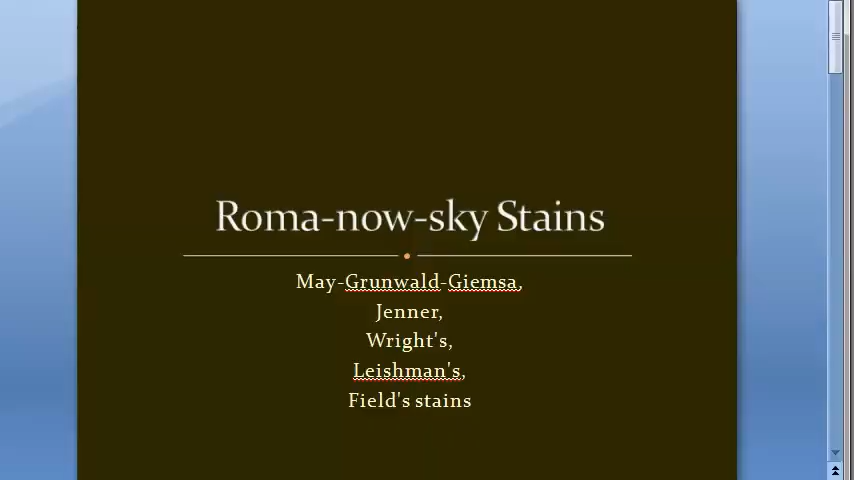 Roma-now-sky Stains
May-Grunwald-Giemsa,
Jenner,
Wright's,
Leishman's,
Field's stains